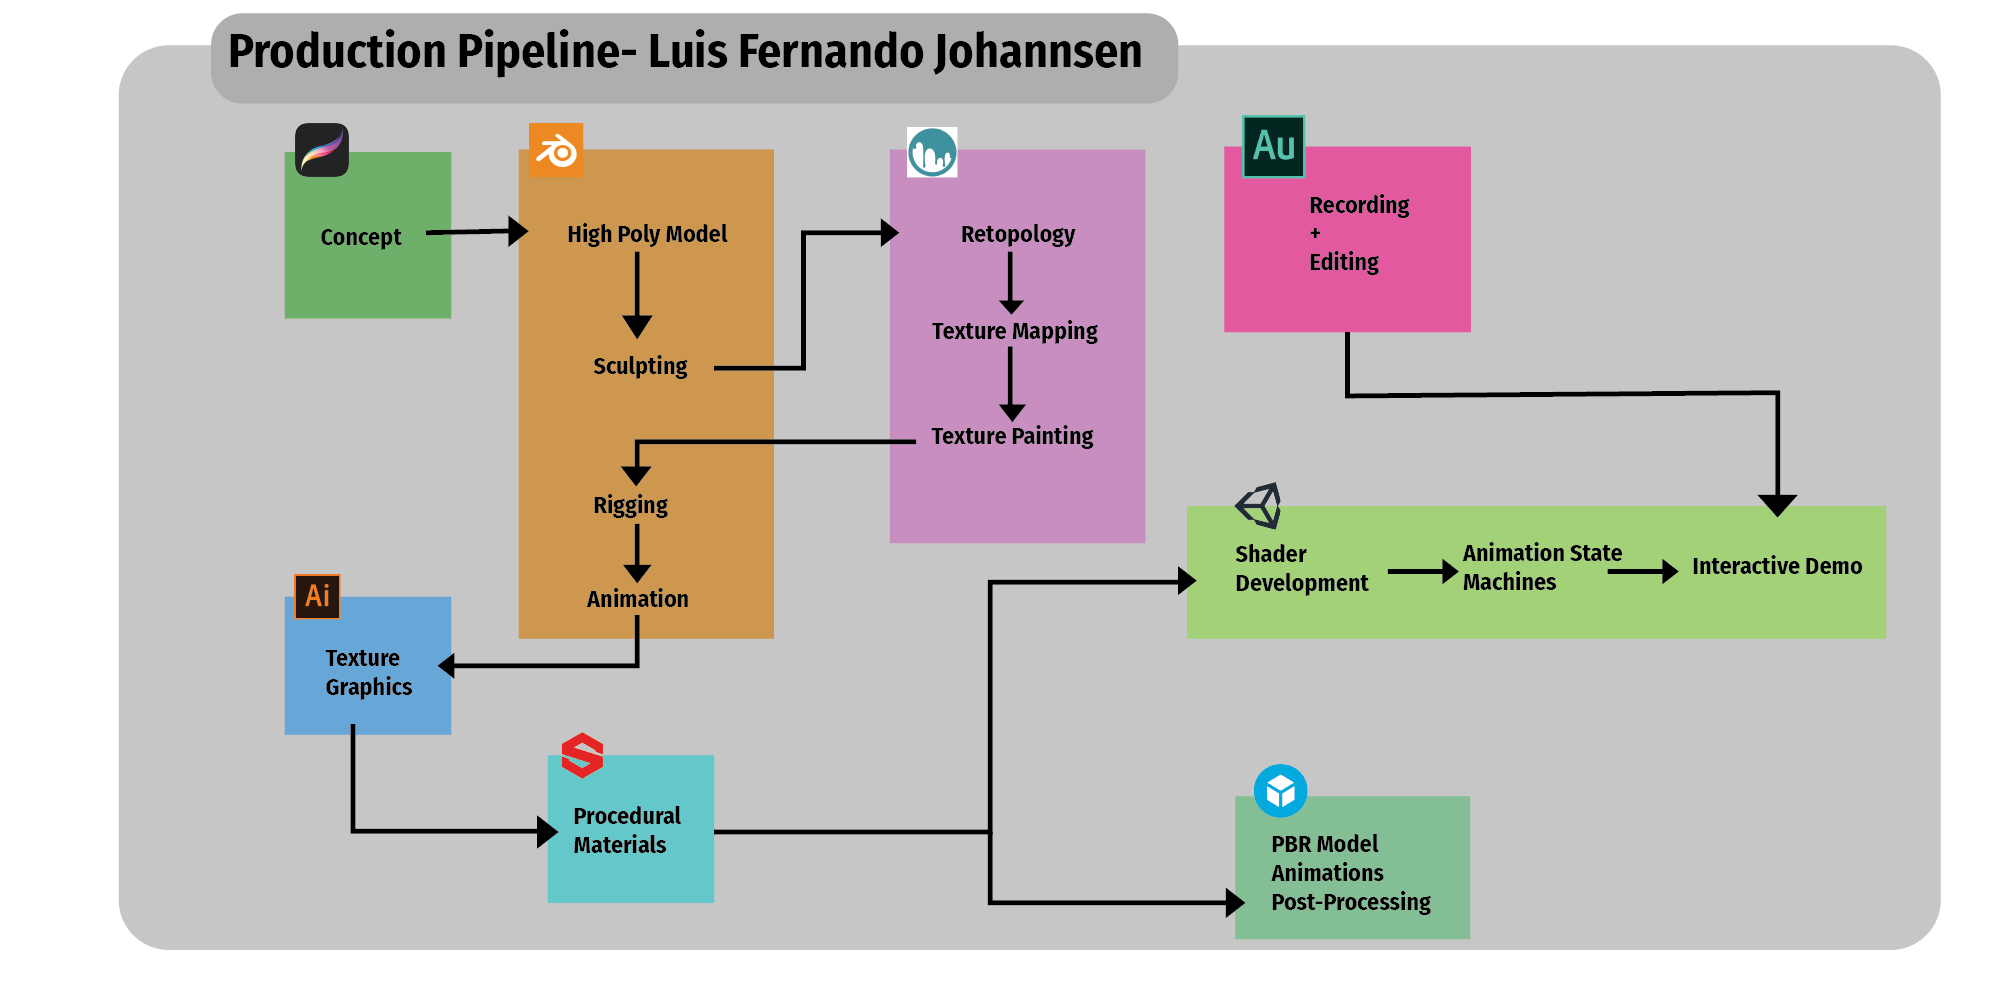 Production Pipeline- Luis Fernando Johannsen
Concept
High Poly Model
Sculpting
Rigging
Animation
Retopology
Texture Mapping
Texture Painting
Au
Recording
+
Editing
Ai
Texture
Graphics
Procedural
Materials
Shader
Development
Animation State
Machines
Interactive Demo
PBR Model
Animations
Post-Processing